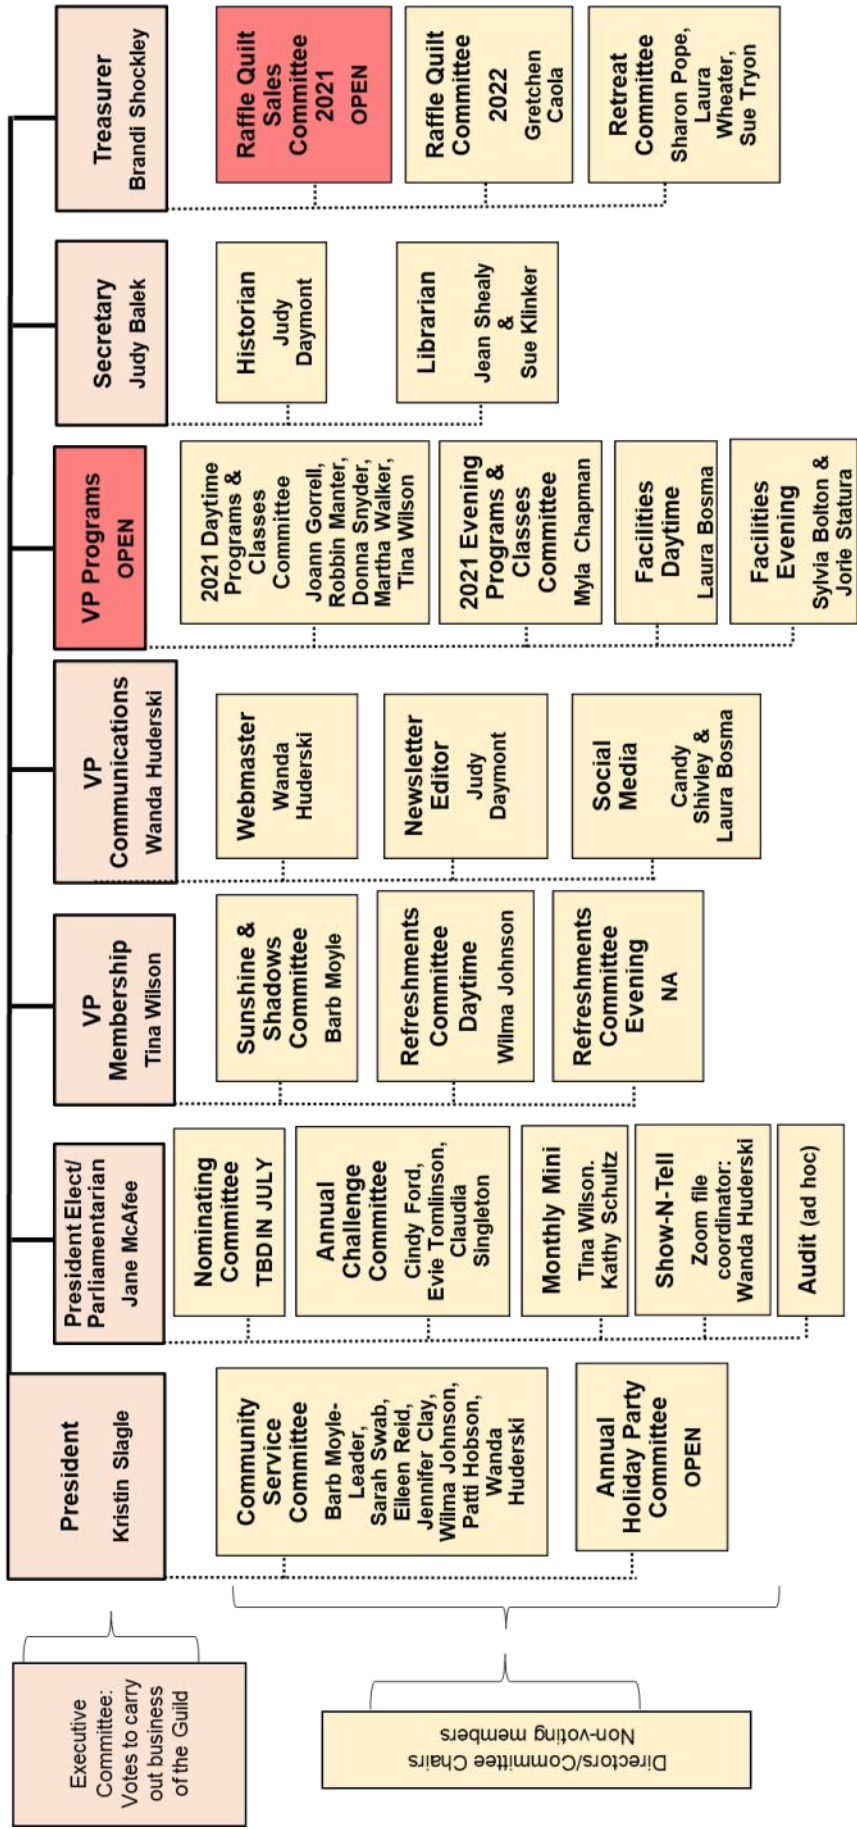 Executive
Committee:
Votes to carry
out business
of the Guild
Directors/Committee Chairs
Non-voting members
President
Kristin Slagle
Community
Service
Committee
Barb Moyle-
Leader,
Sarah Swab,
Eileen Reid,
Jennifer Clay,
Wilma Johnson,
Patti Hobson,
Wanda
Huderski
Annual
Holiday Party
Committee
OPEN
President Elect/
Parliamentarian
Jane McAfee
Nominating
Committee
TBD IN JULY
Annual
Challenge
Committee
Cindy Ford,
Evie Tomlinson,
Claudia
Singleton
Monthly Mini
Tina Wilson.
Kathy Schultz
Show-N-Tell
Zoom file
coordinator:
Wanda Huderski
Audit (ad hoc)
VP
Membership
Tina Wilson
Sunshine &
Shadows
Committee
Barb Moyle
Refreshments
Committee
Daytime
Wilma Johnson
Refreshments
Committee
Evening
NA
VP
Communications
Wanda Huderski
Webmaster
Wanda
Huderski
Newsletter
Editor
Judy
Daymont
Social
Media
Candy
Shivley &
Laura Bosma
VP Programs
OPEN
2021 Daytime
Programs &
Classes
Committee
Joann Gorrell,
Robbin Manter,
Donna Snyder,
Martha Walker,
Tina Wilson
2021 Evening
Programs &
Classes
Committee
Myla Chapman
Facilities
Daytime
Laura Bosma
Facilities
Evening
Sylvia Bolton &
Jorie Statura
Secretary
Judy Balek
Historian
Judy
Daymont
Librarian
Jean Shealy
&
Sue Klinker
Treasurer
Brandi Shockley
Raffle Quilt
Sales
Committee
2021
OPEN
Raffle Quilt
Committee
2022
Gretchen
Caola
Retreat
Committee
Sharon Pope,
Laura
Wheater,
Sue Tryon